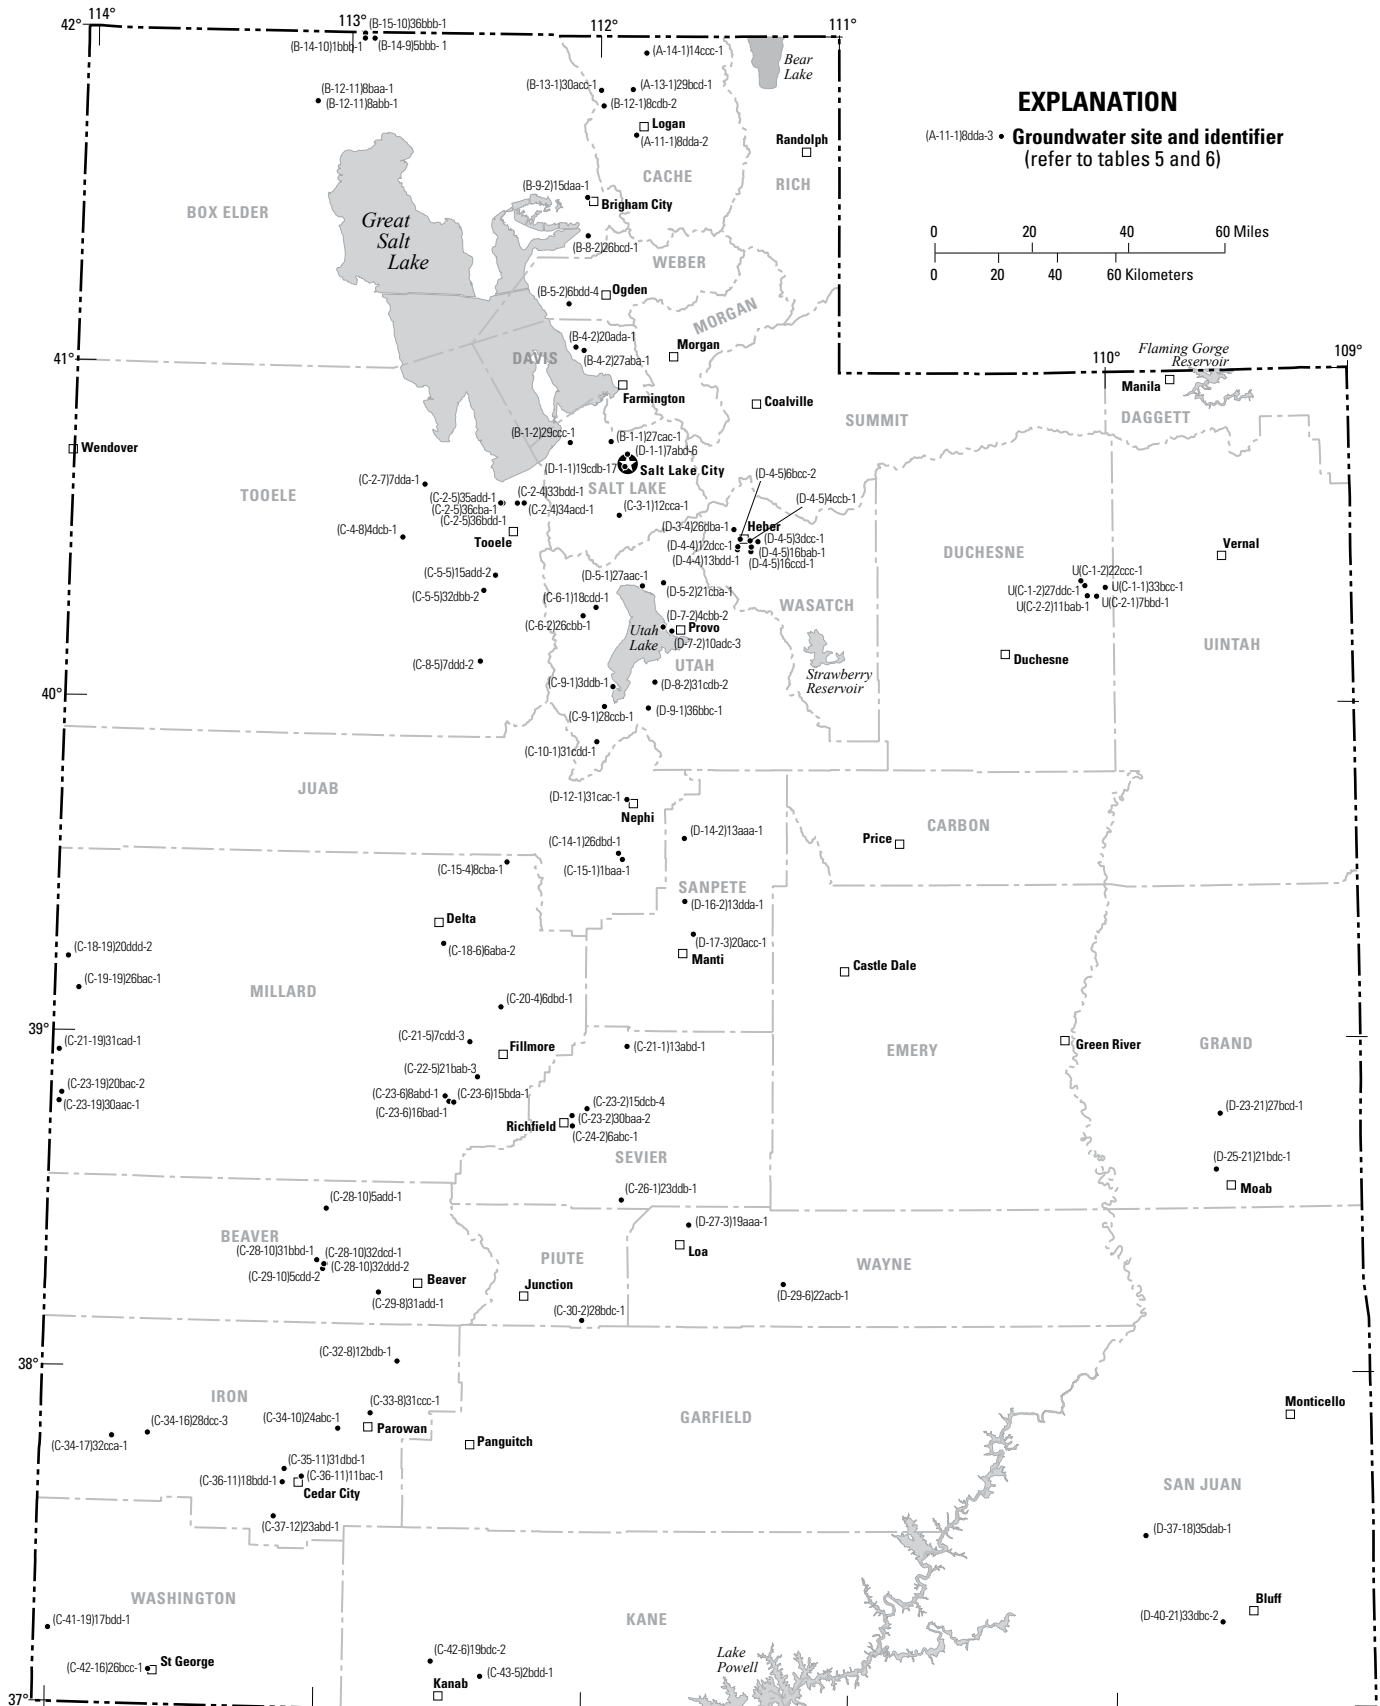 114°
42°
113°
(B-15-10)36bbb-1
112°
111°
(B-14-10)1bbb-1
(B-14-9)5bbb- 1
(A-14-1)14ccc-1
Bear
Lake
(B-12-11)8baa-1
(B-12-11)8abb-1
(B-13-1)30acc-1
(A-13-1)29bcd-1
(B-12-1)8cdb-2
Logan
(A-11-1)8dda-2
Randolph
CACHE
RICH
EXPLANATION
(A-11-1)8dda-3
Groundwater site and identifier
(refer to tables 5 and 6)
0 20 40 60 Miles
0 20 40 60 Kilometers
(B-9-2)15daa-1
Brigham City
BOX ELDER
Great
Salt
Lake
(B-8-2)26bcd-1
WEBER
(B-5-2)6bdd-4
Ogden
MORGAN
(B-4-2)20ada-1
Morgan
DAVIS
(B-4-2)27aba-1
41°
Farmington
Coalville
SUMMIT
110°
109°
Flaming Gorge
Reservoir
Manila
DAGGETT
Wendover
(B-1-2)29ccc-1
(B-1-1)27cac-1
(D-1-1)7abd-6
(D-1-1)19cdb-17
Salt Lake City
SALT LAKE
(C-2-7)7dda-1
TOOELE
(C-2-5)35add-1
(C-2-4)33bdd-1
(C-2-5)36cba-1
(C-2-4)34acd-1
(C-2-5)36bdd-1
(C-3-1)12cca-1
(D-4-5)6bcc-2
(D-4-5)4ccb-1
(D-3-4)26dba-1
Heber
(D-4-4)12dcc-1
(D-4-5)3dcc-1
(D-4-4)13bdd-1
(D-4-5)16bab-1
(D-4-5)16ccd-1
(C-4-8)4dcb-1
Tooele
DUCHESNE
Vernal
(C-5-5)15add-2
(C-5-5)32dbb-2
(D-5-1)27aac-1
(D-5-2)21cba-1
(C-6-1)18cdd-1
(C-6-2)26cbb-1
WASATCH
U(C-1-2)22ccc-1
U(C-1-2)27ddc-1
U(C-1-1)33bcc-1
U(C-2-2)11bab-1
U(C-2-1)7bbd-1
Utah
Lake
(D-7-2)4cbb-2
Provo
(D-7-2)10adc-3
UTAH
UINTAH
Duchesne
(C-8-5)7ddd-2
Strawberry
Reservoir
40°
(C-9-1)3ddb-1
(D-8-2)31cdb-2
(C-9-1)28ccb-1
(D-9-1)36bbc-1
(C-10-1)31cdd-1
JUAB
(D-12-1)31cac-1
Nephi
CARBON
Price
(D-14-2)13aaa-1
(C-14-1)26dbd-1
(C-15-1)1baa-1
(C-15-4)8cba-1
SANPETE
(D-16-2)13dda-1
Delta
(C-18-6)6aba-2
(D-17-3)20acc-1
Manti
Castle Dale
(C-18-19)20ddd-2
(C-19-19)26bac-1
MILLARD
(C-20-4)6dbd-1
39°
(C-21-19)31cad-1
(C-21-5)7cdd-3
Fillmore
(C-21-1)13abd-1
EMERY
Green River
GRAND
(C-22-5)21bab-3
(C-23-19)20bac-2
(C-23-19)30aac-1
(C-23-6)8abd-1
(C-23-6)15bda-1
(C-23-6)16bad-1
(C-23-2)15dcb-4
(C-23-2)30baa-2
Richfield
(C-24-2)6abc-1
(D-23-21)27bcd-1
SEVIER
(D-25-21)21bdc-1
Moab
(C-28-10)5add-1
(C-26-1)23ddb-1
(D-27-3)19aaa-1
BEAVER
(C-28-10)31bbd-1
(C-28-10)32dcd-1
(C-28-10)32ddd-2
(C-29-10)5cdd-2
Beaver
PIUTE
Loa
WAYNE
Junction
(C-29-8)31add-1
(D-29-6)22acb-1
(C-30-2)28bdc-1
38°
(C-32-8)12bdb-1
IRON
(C-33-8)31ccc-1
(C-34-10)24abc-1
Parowan
(C-34-16)28dcc-3
(C-34-17)32cca-1
GARFIELD
Monticello
Panguitch
(C-35-11)31dbd-1
(C-36-11)18bdd-1
(C-36-11)11bac-1
Cedar City
SAN JUAN
(C-37-12)23abd-1
(D-37-18)35dab-1
WASHINGTON
(C-41-19)17bdd-1
KANE
Bluff
(D-40-21)33dbc-2
(C-42-16)26bcc-1
St George
(C-42-6)19bdc-2
(C-43-5)2bdd-1
Kanab
Lake
Powell
37°